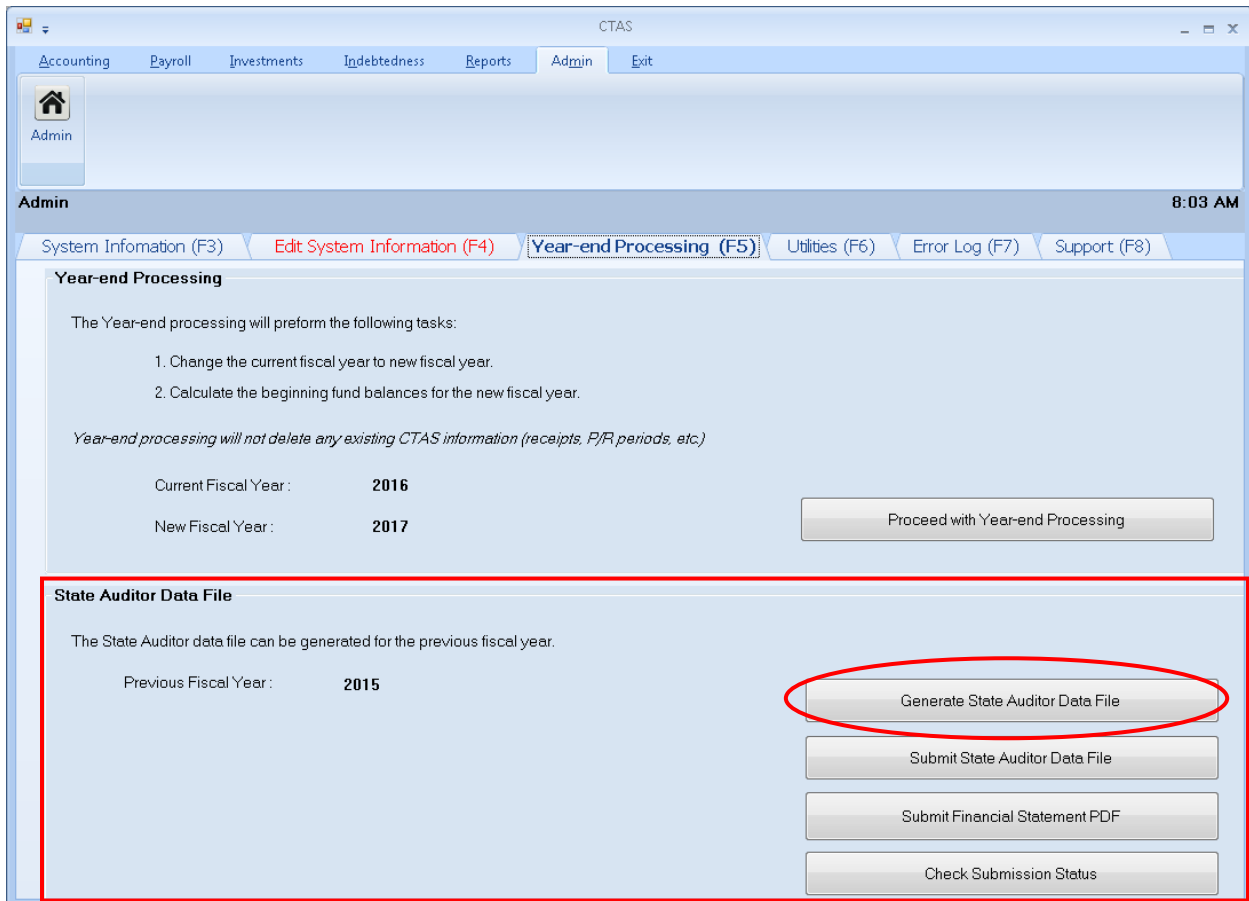 CTAS
Accounting Payroll Investments Indebtedness Reports Admin Exit
Admin
Admin 8:03 AM
System Infomation (F3) Edit System Information (F4) Year-end Processing (F5) Utilities (F6) Error Log (F7) Support (F8)
Year-end Processing
The Year-end processing will preform the following tasks:
1. Change the current fiscal year to new fiscal year.
2. Calculate the beginning fund balances for the new fiscal year.
Year-end processing will not delete any existing CTAS information (receipts, P/R periods, etc.)
Current Fiscal Year : 2016
New Fiscal Year : 2017
Proceed with Year-end Processing
State Auditor Data File
The State Auditor data file can be generated for the previous fiscal year.
Previous Fiscal Year : 2015
Generate State Auditor Data File
Submit State Auditor Data File
Submit Financial Statement PDF
Check Submission Status